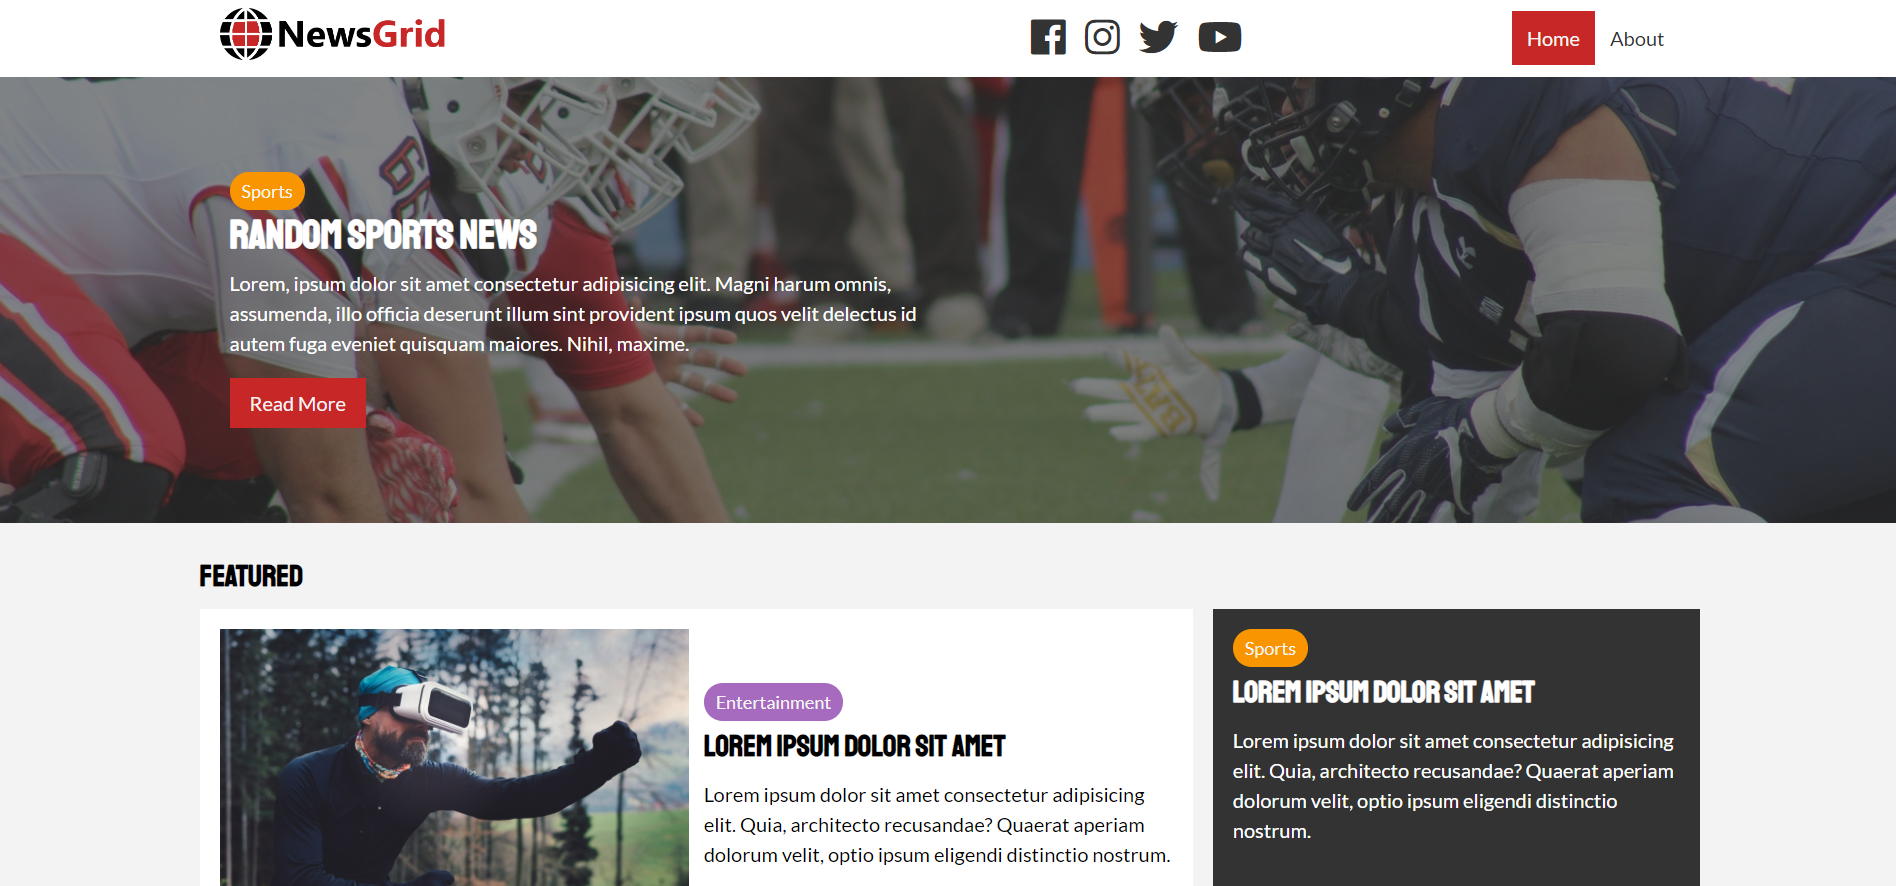 NewsGrid
Home About
Sports
RANDOM SPORTS NEWS
Lorem, ipsum dolor sit amet consectetur adipisicing elit. Magni harum omnis,
assumenda, illo officia deserunt illum sint provident ipsum quos velit delectus id
autem fuga eveniet quisquam maiores. Nihil, maxime.
Read More
FEATURED
Entertainment
LOREM IPSUM DOLOR SIT AMET
Lorem ipsum dolor sit amet consectetur adipisicing
elit. Quia, architecto recusandae? Quaerat aperiam
dolorum velit, optio ipsum eligendi distinctio nostrum.
Sports
LOREM IPSUM DOLOR SIT AMET
Lorem ipsum dolor sit amet consectetur adipisicing
elit. Quia, architecto recusandae? Quaerat aperiam
dolorum velit, optio ipsum eligendi distinctio
nostrum.